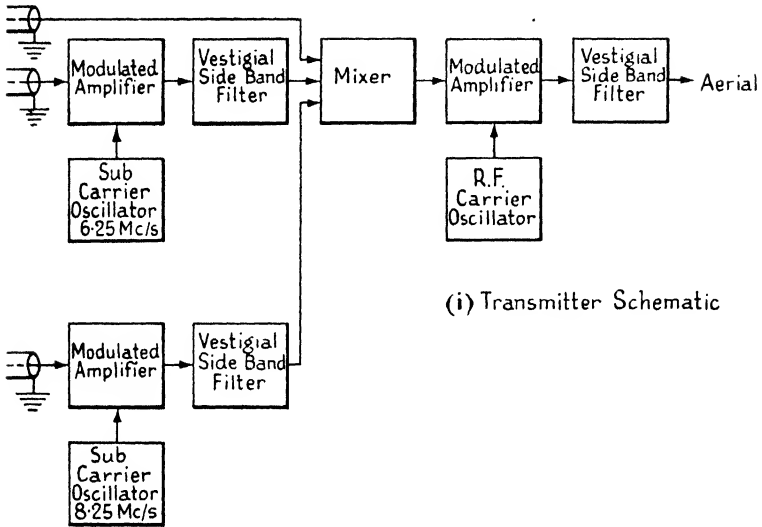 Modulated
Amplifier
Vestigial
Side Band
Filter
Mixer
Modulated
Amplifier
Vestigial
Side Band
Filter
Aerial
Sub
Carrier
Oscillator
6·25 Mc/s
R.F.
Carrier
Oscillator
(i) Transmitter Schematic
Modulated
Amplifier
Vestigial
Side Band
Filter
Sub
Carrier
Oscillator
8·25 Mc/s